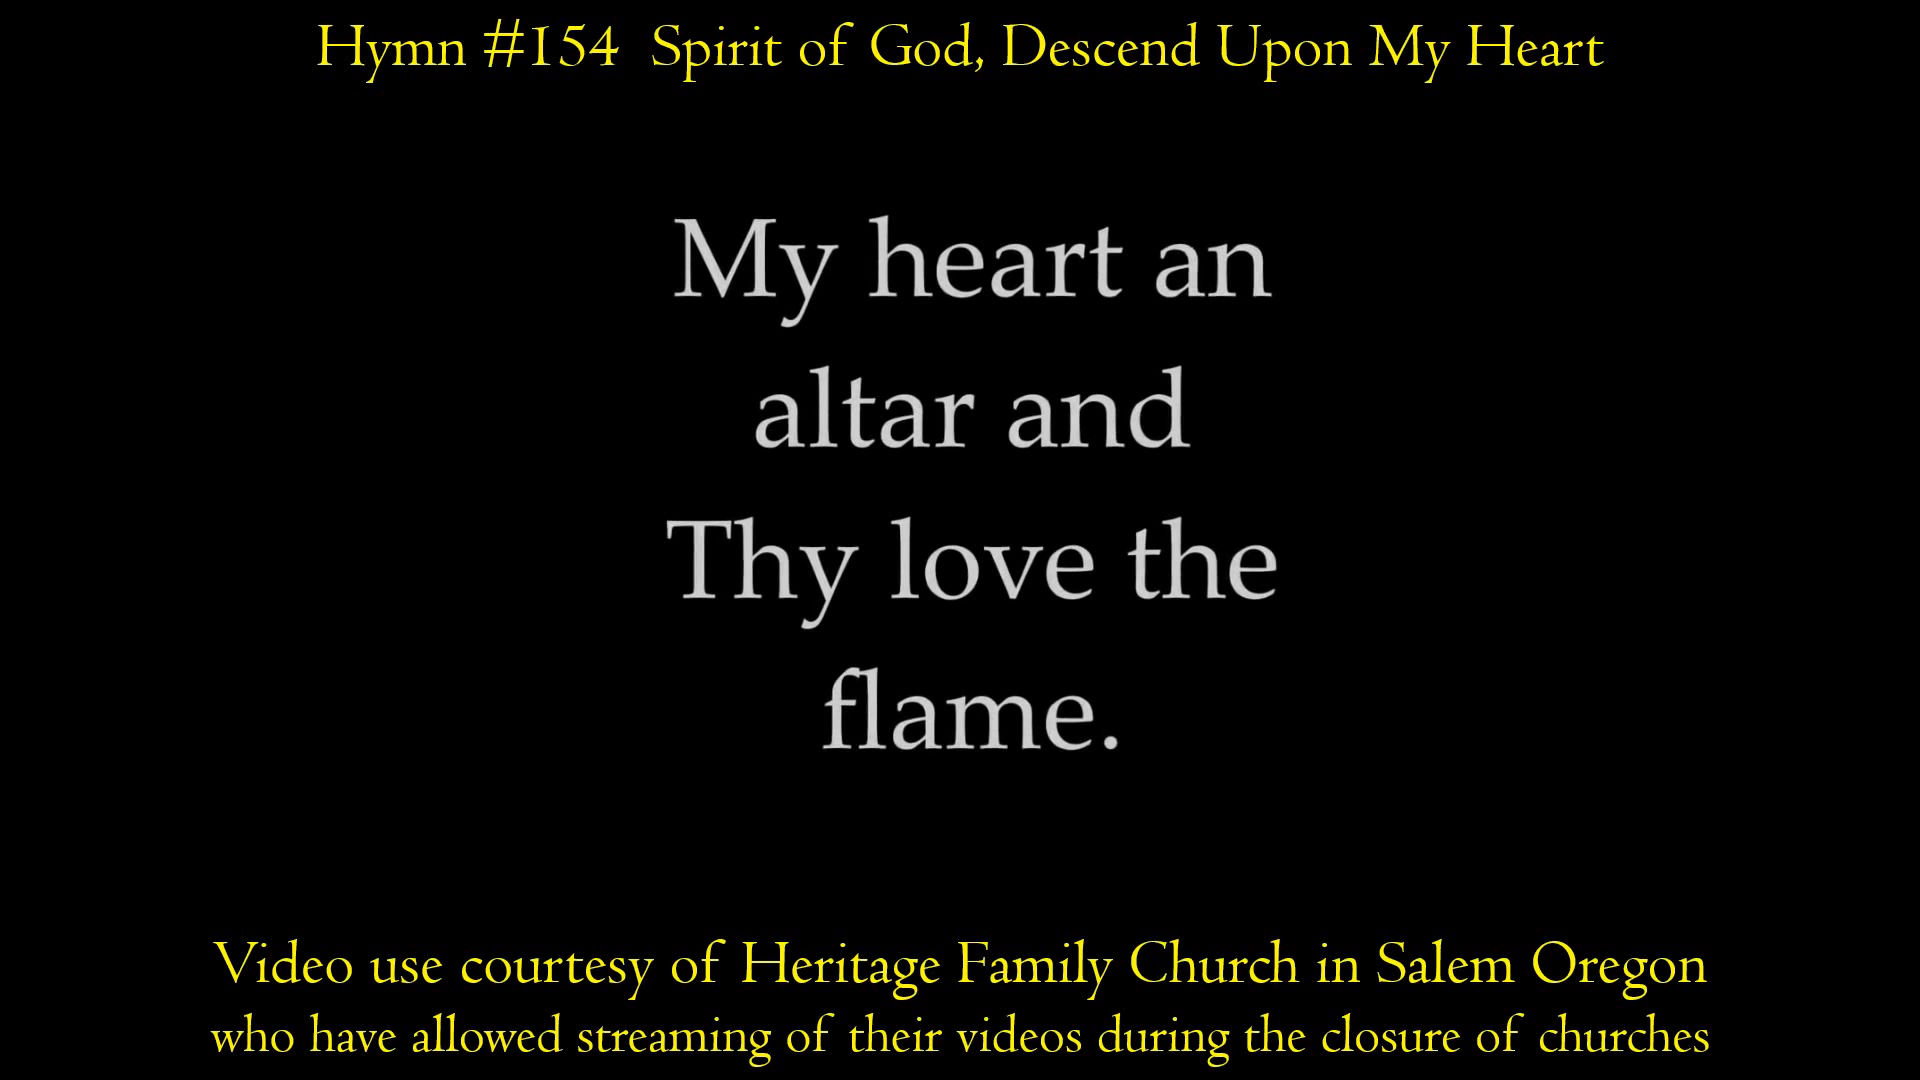 Hymn #154 Spirit of God, Descend Upon My Heart
My heart an
altar and
Thy love the
flame.
Video use courtesy of Heritage Family Church in Salem Oregon
who have allowed streaming of their videos during the closure of churches